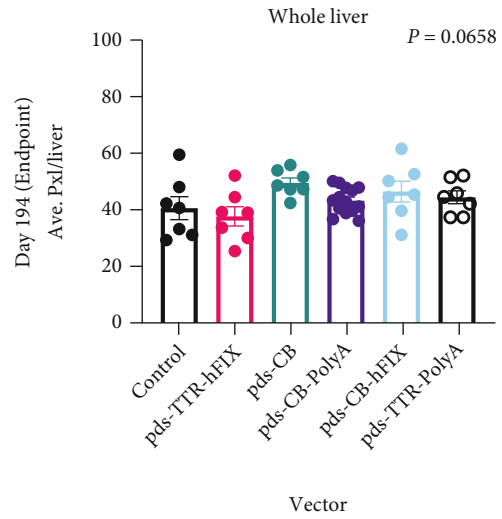 Whole liver
P = 0.0658
Day 194 (Endpoint)
Ave. Pxl/liver
100
80
60
40
20
0
Control
pds-TTR-hFIX
pds-CB
pds-CB-PolyA
pds-CB-hFIX
pds-TTR-PolyA
Vector